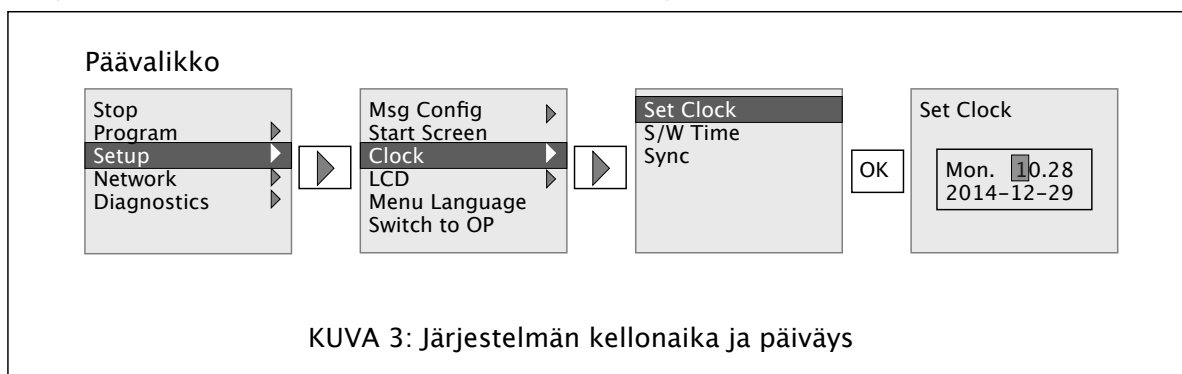 Päävalikko
Stop
Program
Setup
Network
Diagnostics
Msg Config
Start Screen
Clock
LCD
Menu Language
Switch to OP
Set Clock
S/W Time
Sync
OK
Set Clock
Mon. 10.28
2014-12-29
KUVA 3: Järjestelmän kellonaika ja päiväys